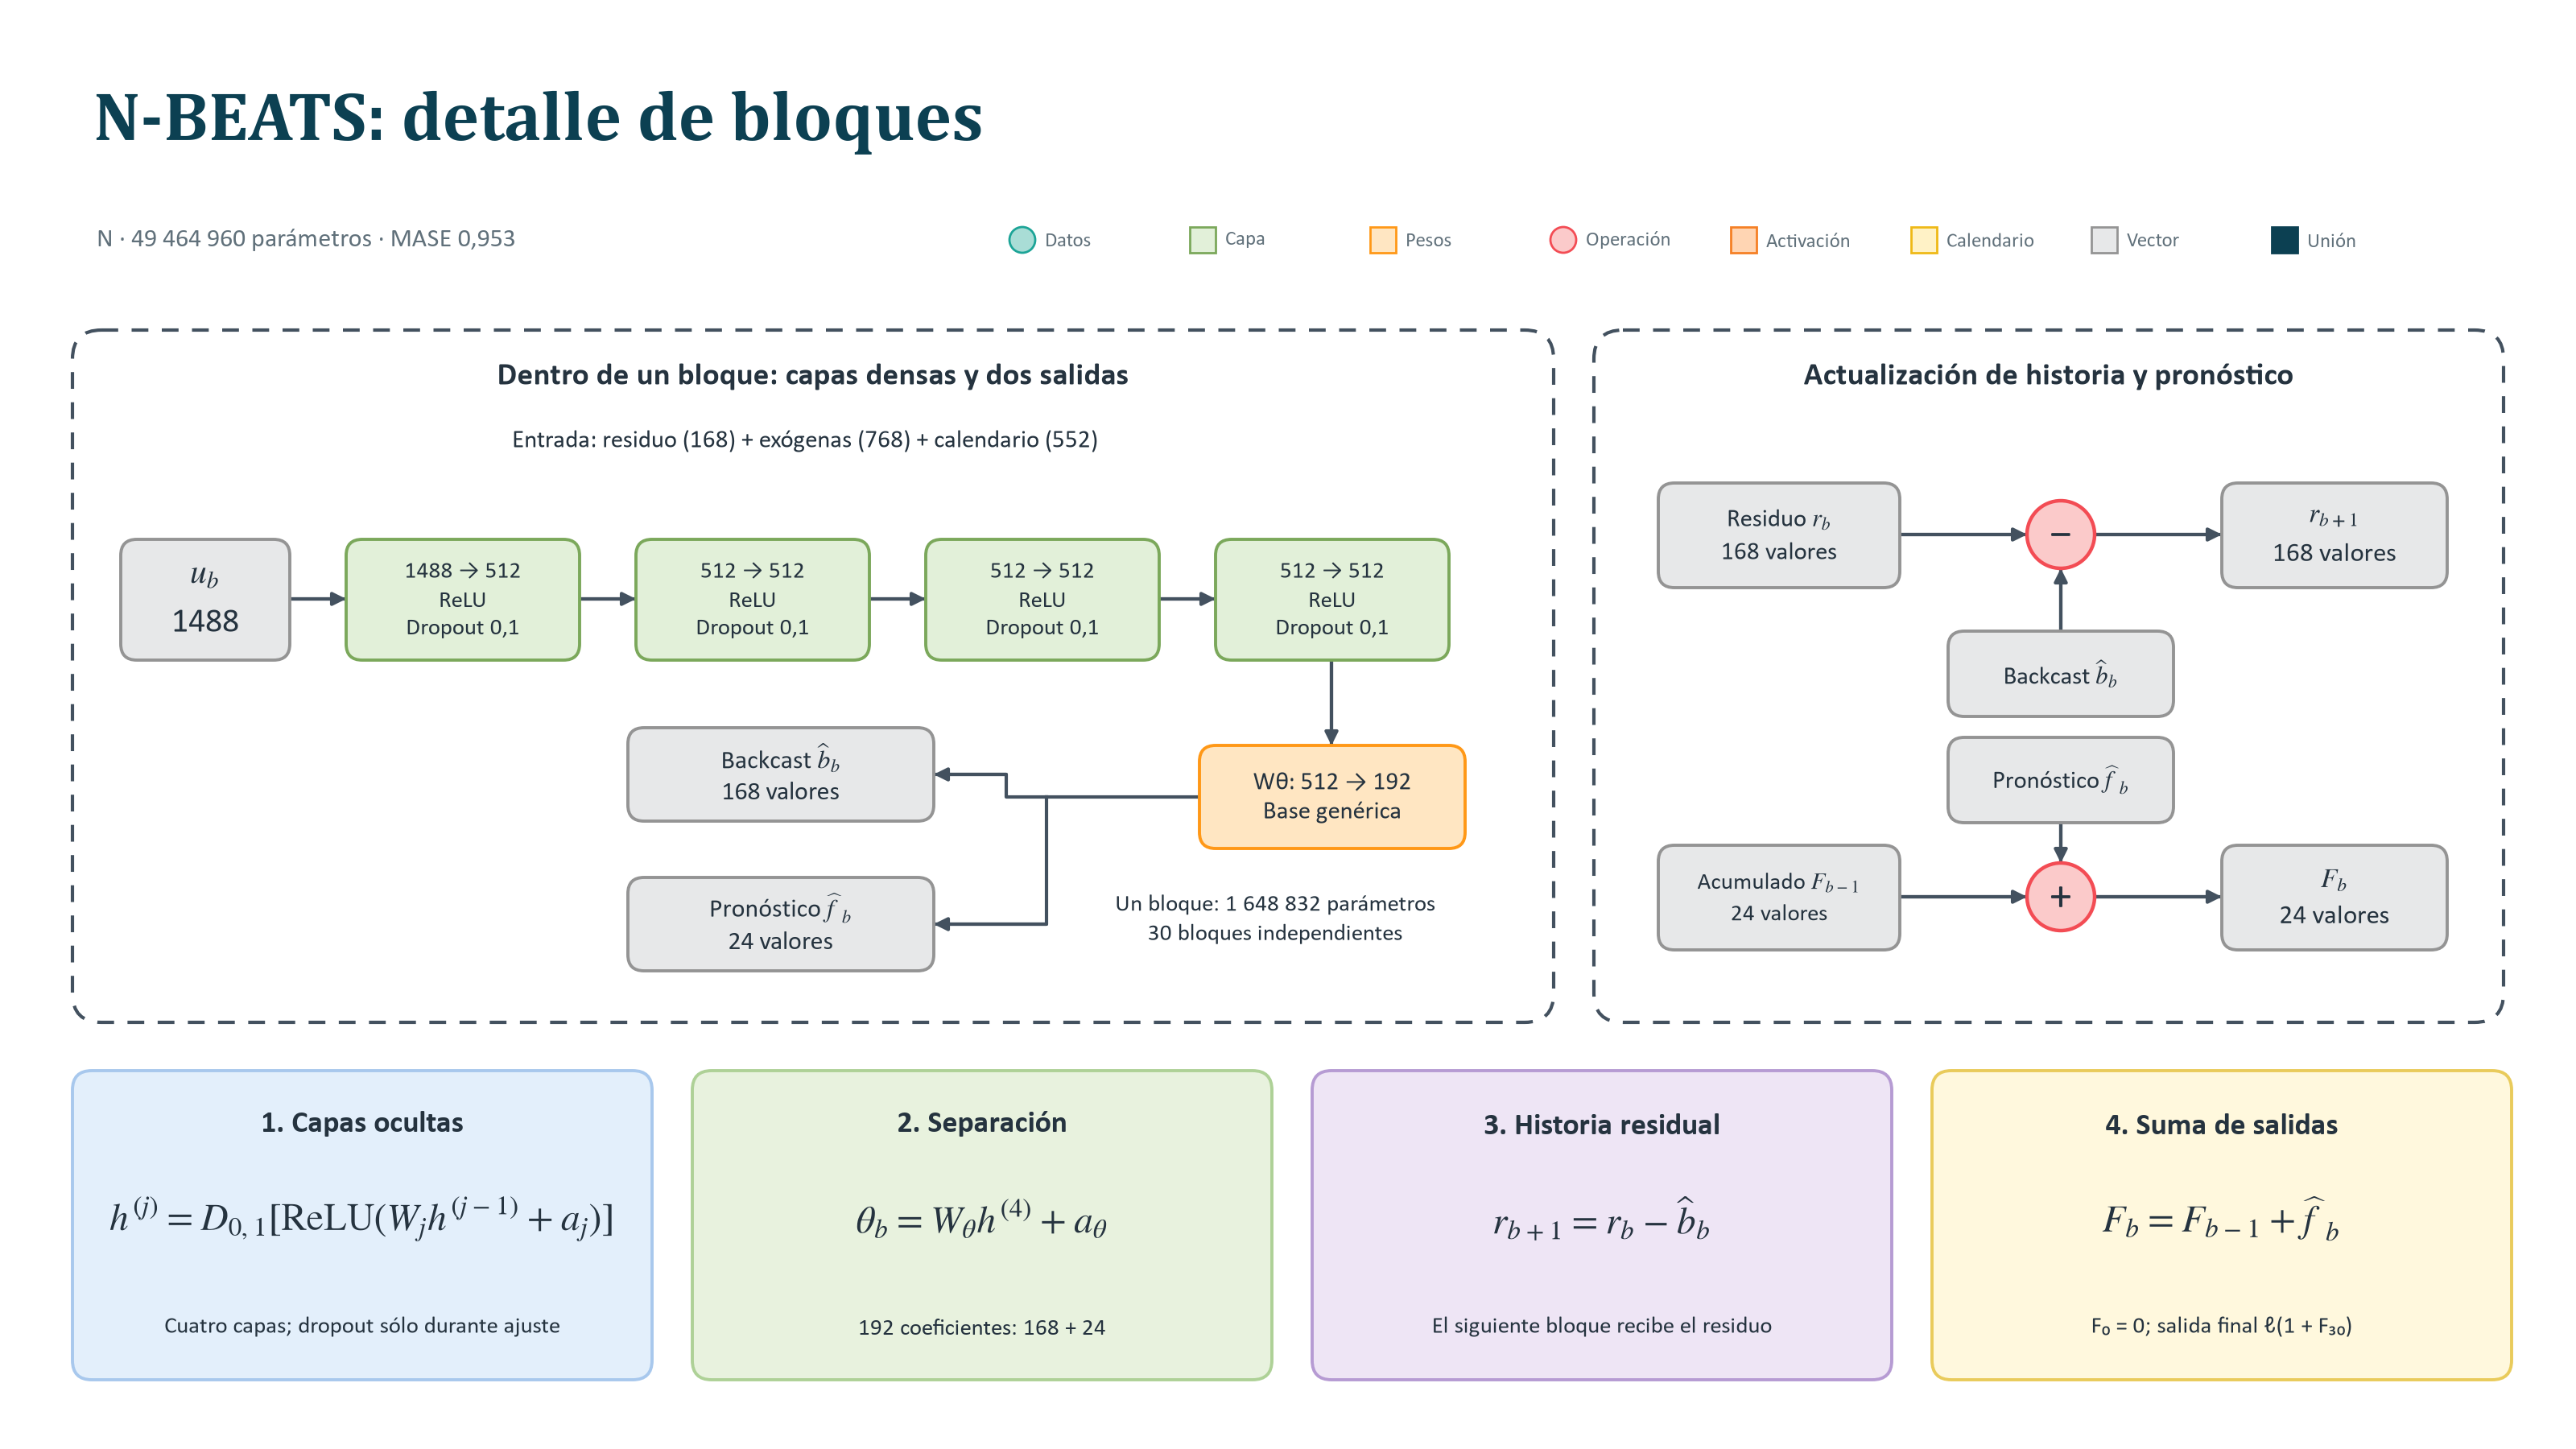 N-BEATS: detalle de bloques
N · 49 464 960 parámetros · MASE 0,953
Datos
Capa
Pesos
Operación
Activación
Calendario
Vector
Unión
Dentro de un bloque: capas densas y dos salidas
Entrada: residuo (168) + exógenas (768) + calendario (552)
u_b
1488
1488 → 512
ReLU
Dropout 0,1
512 → 512
ReLU
Dropout 0,1
512 → 512
ReLU
Dropout 0,1
512 → 512
ReLU
Dropout 0,1
Wθ: 512 → 192
Base genérica
Backcast b̂_b
168 valores
Pronóstico f̂_b
24 valores
Un bloque: 1 648 832 parámetros
30 bloques independientes
Actualización de historia y pronóstico
Residuo r_b
168 valores
−
r_{b+1}
168 valores
Backcast b̂_b
Pronóstico f̂_b
Acumulado F_{b−1}
24 valores
+
F_b
24 valores
1. Capas ocultas
h^{(j)} = D_{0,1}[ReLU(W_j h^{(j−1)} + a_j)]
Cuatro capas; dropout sólo durante ajuste
2. Separación
θ_b = W_θ h^{(4)} + a_θ
192 coeficientes: 168 + 24
3. Historia residual
r_{b+1} = r_b − b̂_b
El siguiente bloque recibe el residuo
4. Suma de salidas
F_b = F_{b−1} + f̂_b
F₀ = 0; salida final ℓ(1 + F₃₀)